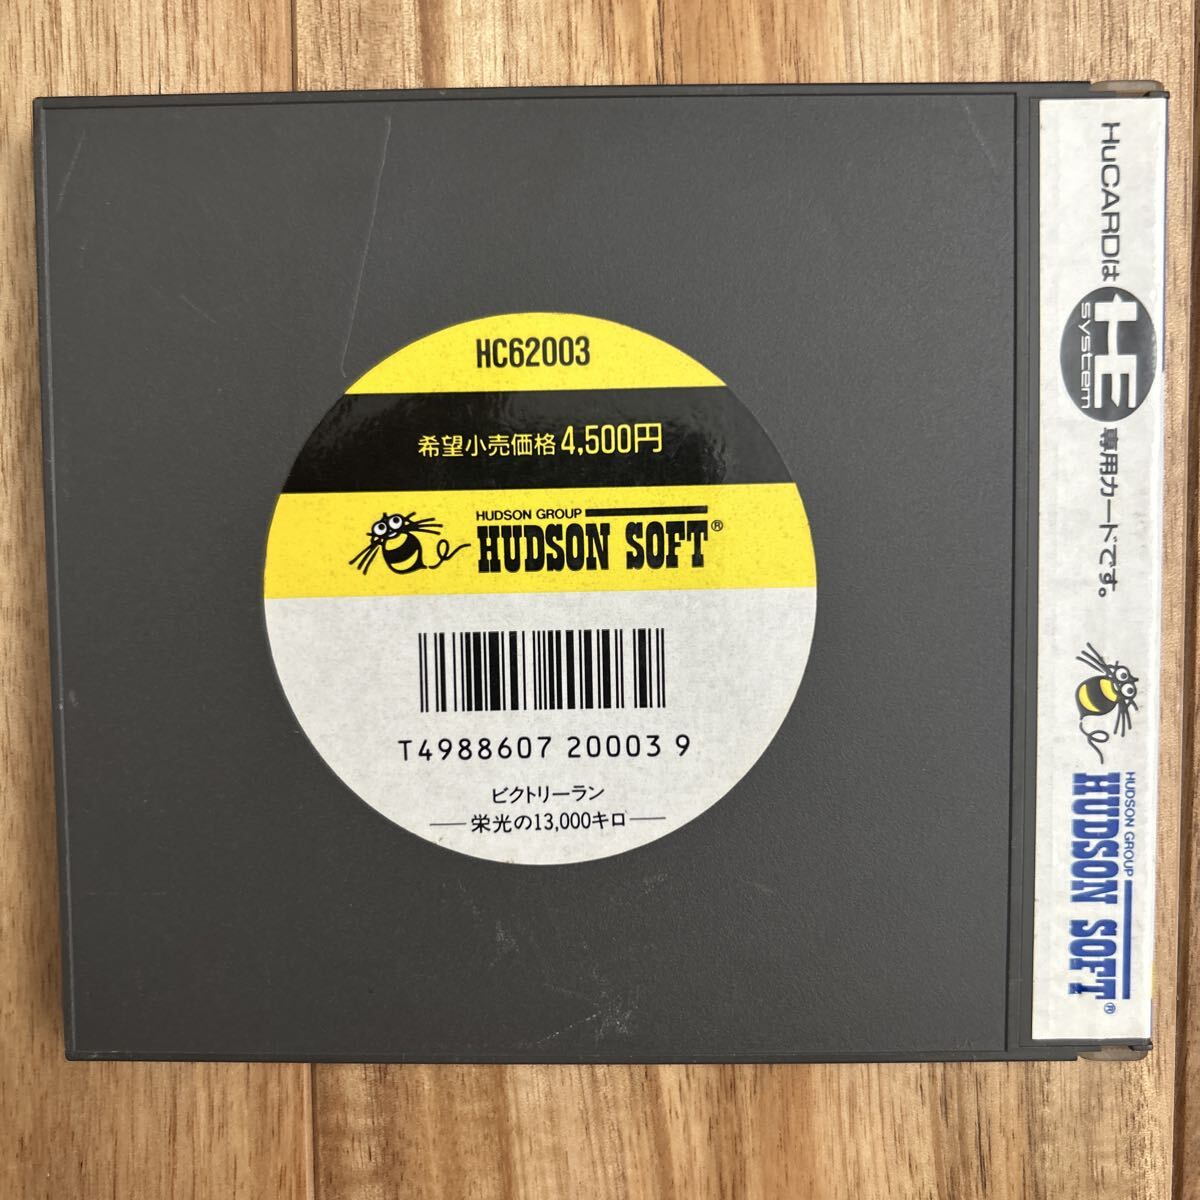 HC62003
希望小売価格4,500円
HUDSON GROUP
HUDSON SOFT®
T4988607 20003 9
ビクトリーラン
栄光の13,000キロ
HuCARDは HE system 専用カードです。
HUDSON GROUP
HUDSON SOFT®